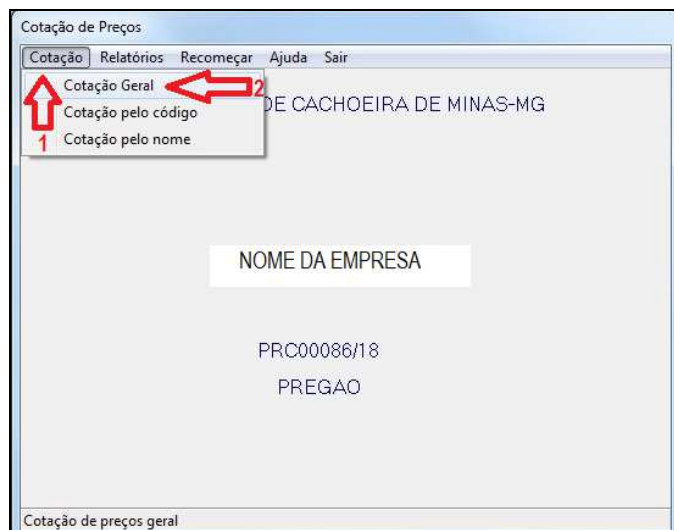 Cotação de Preços
Cotação Relatórios Recomeçar Ajuda Sair
Cotação Geral 2
DE CACHOEIRA DE MINAS-MG
Cotação pelo código
1 Cotação pelo nome
NOME DA EMPRESA
PRC00086/18
PREGAO
Cotação de preços geral